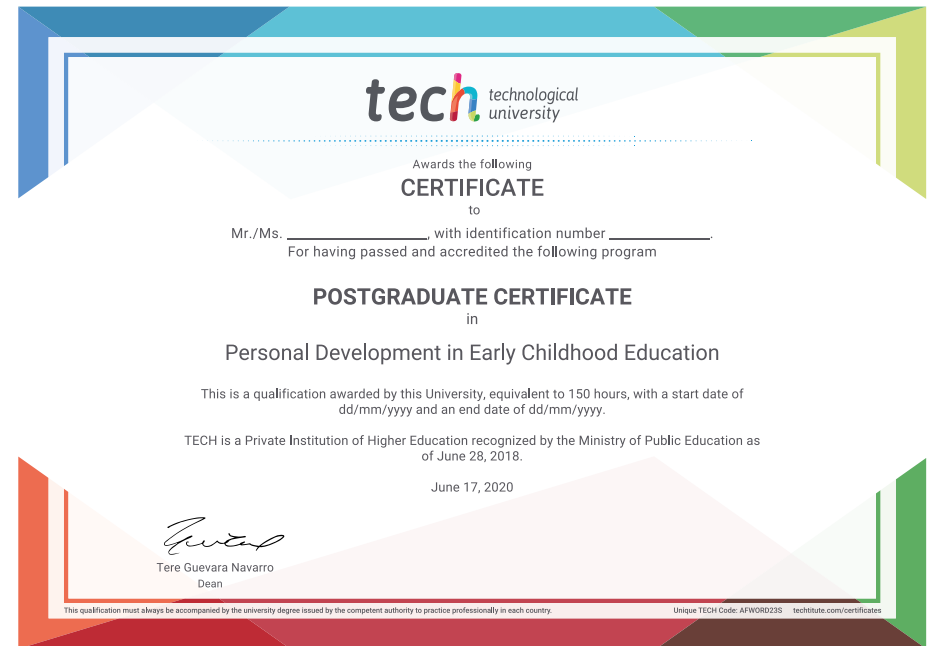 tech technological
university
Awards the following
CERTIFICATE
to
Mr./Ms. ____________________, with identification number ______________.
For having passed and accredited the following program
POSTGRADUATE CERTIFICATE
in
Personal Development in Early Childhood Education
This is a qualification awarded by this University, equivalent to 150 hours, with a start date of
dd/mm/yyyy and an end date of dd/mm/yyyy.
TECH is a Private Institution of Higher Education recognized by the Ministry of Public Education as
of June 28, 2018.
June 17, 2020
Tere Guevara Navarro
Dean
This qualification must always be accompanied by the university degree issued by the competent authority to practice professionally in each country.
Unique TECH Code: AFWORD23S techtitute.com/certificates